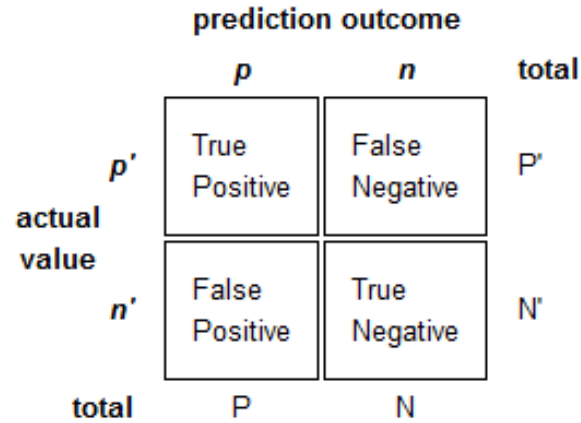 prediction outcome
p n total
True False
p' P'
Positive Negative
actual
value
False True
n' N'
Positive Negative
total P N